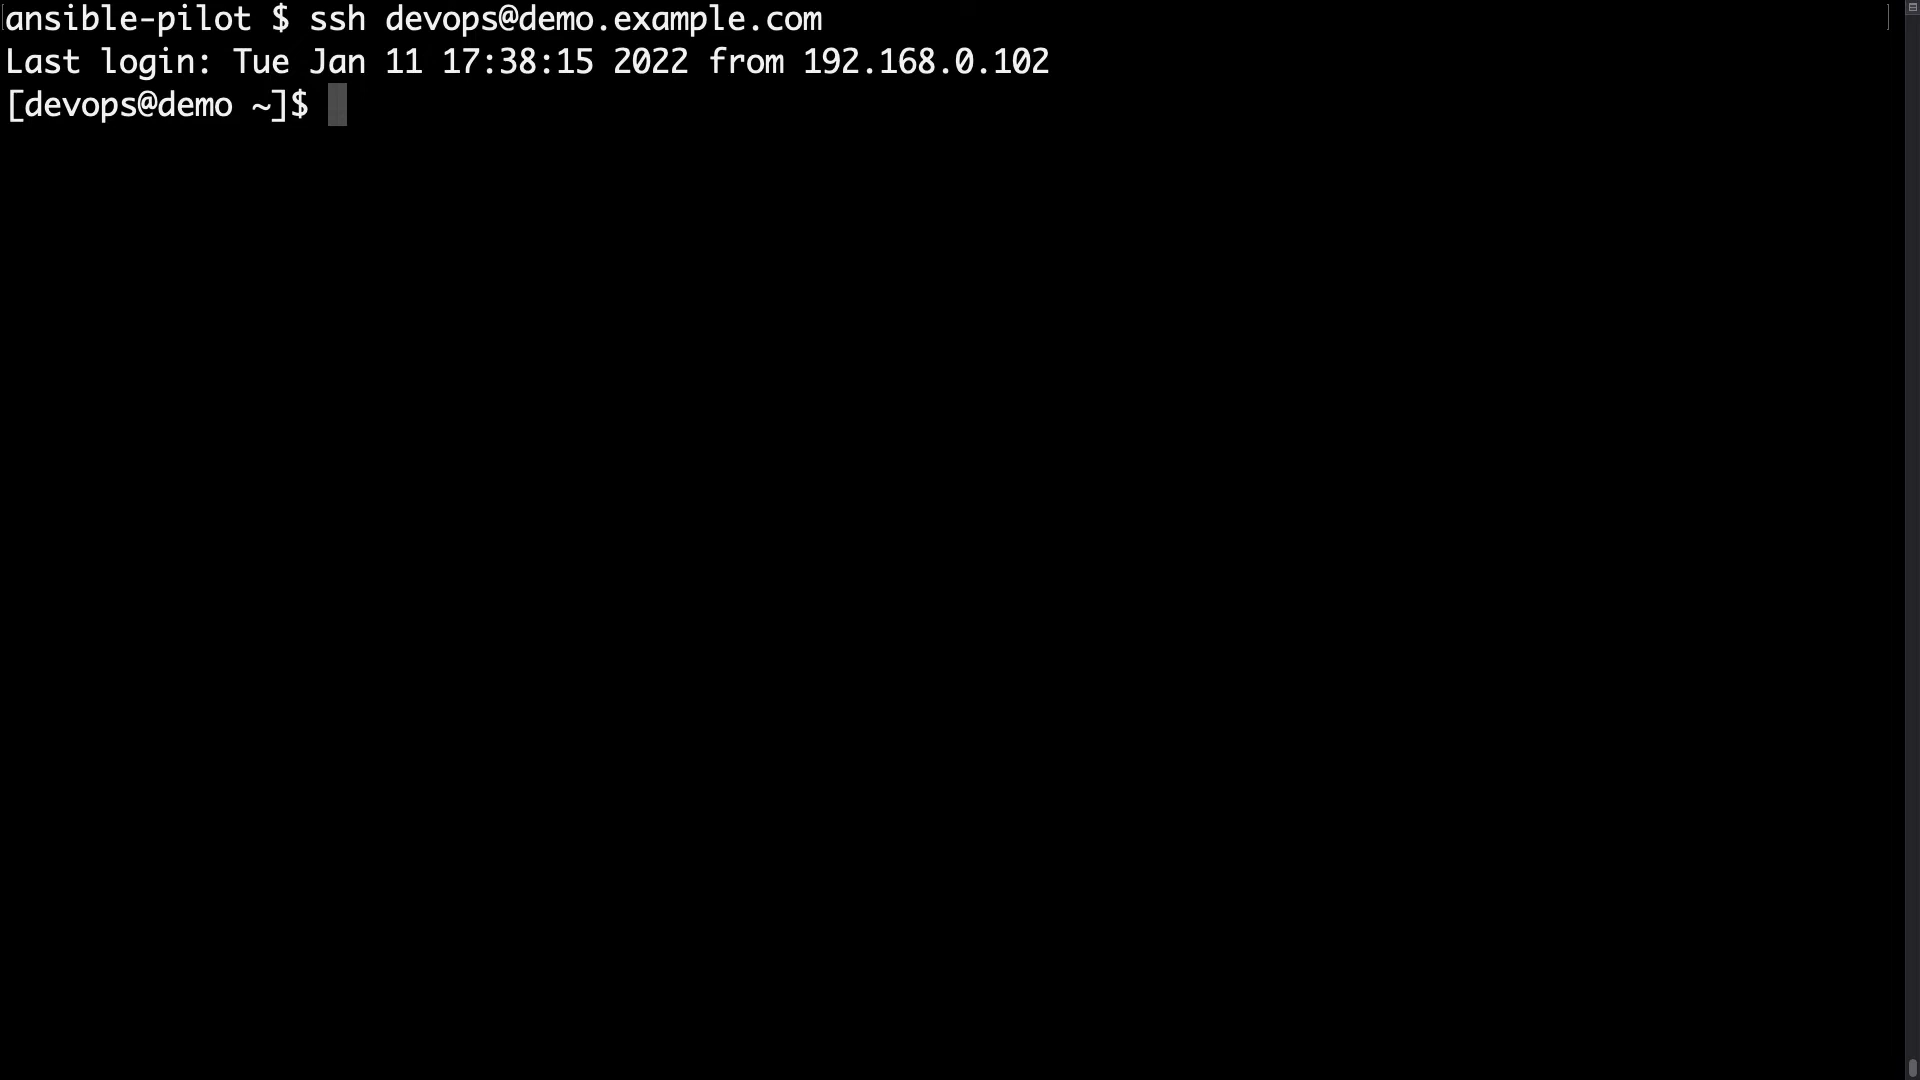 ansible-pilot $ ssh devops@demo.example.com
Last login: Tue Jan 11 17:38:15 2022 from 192.168.0.102
[devops@demo ~]$